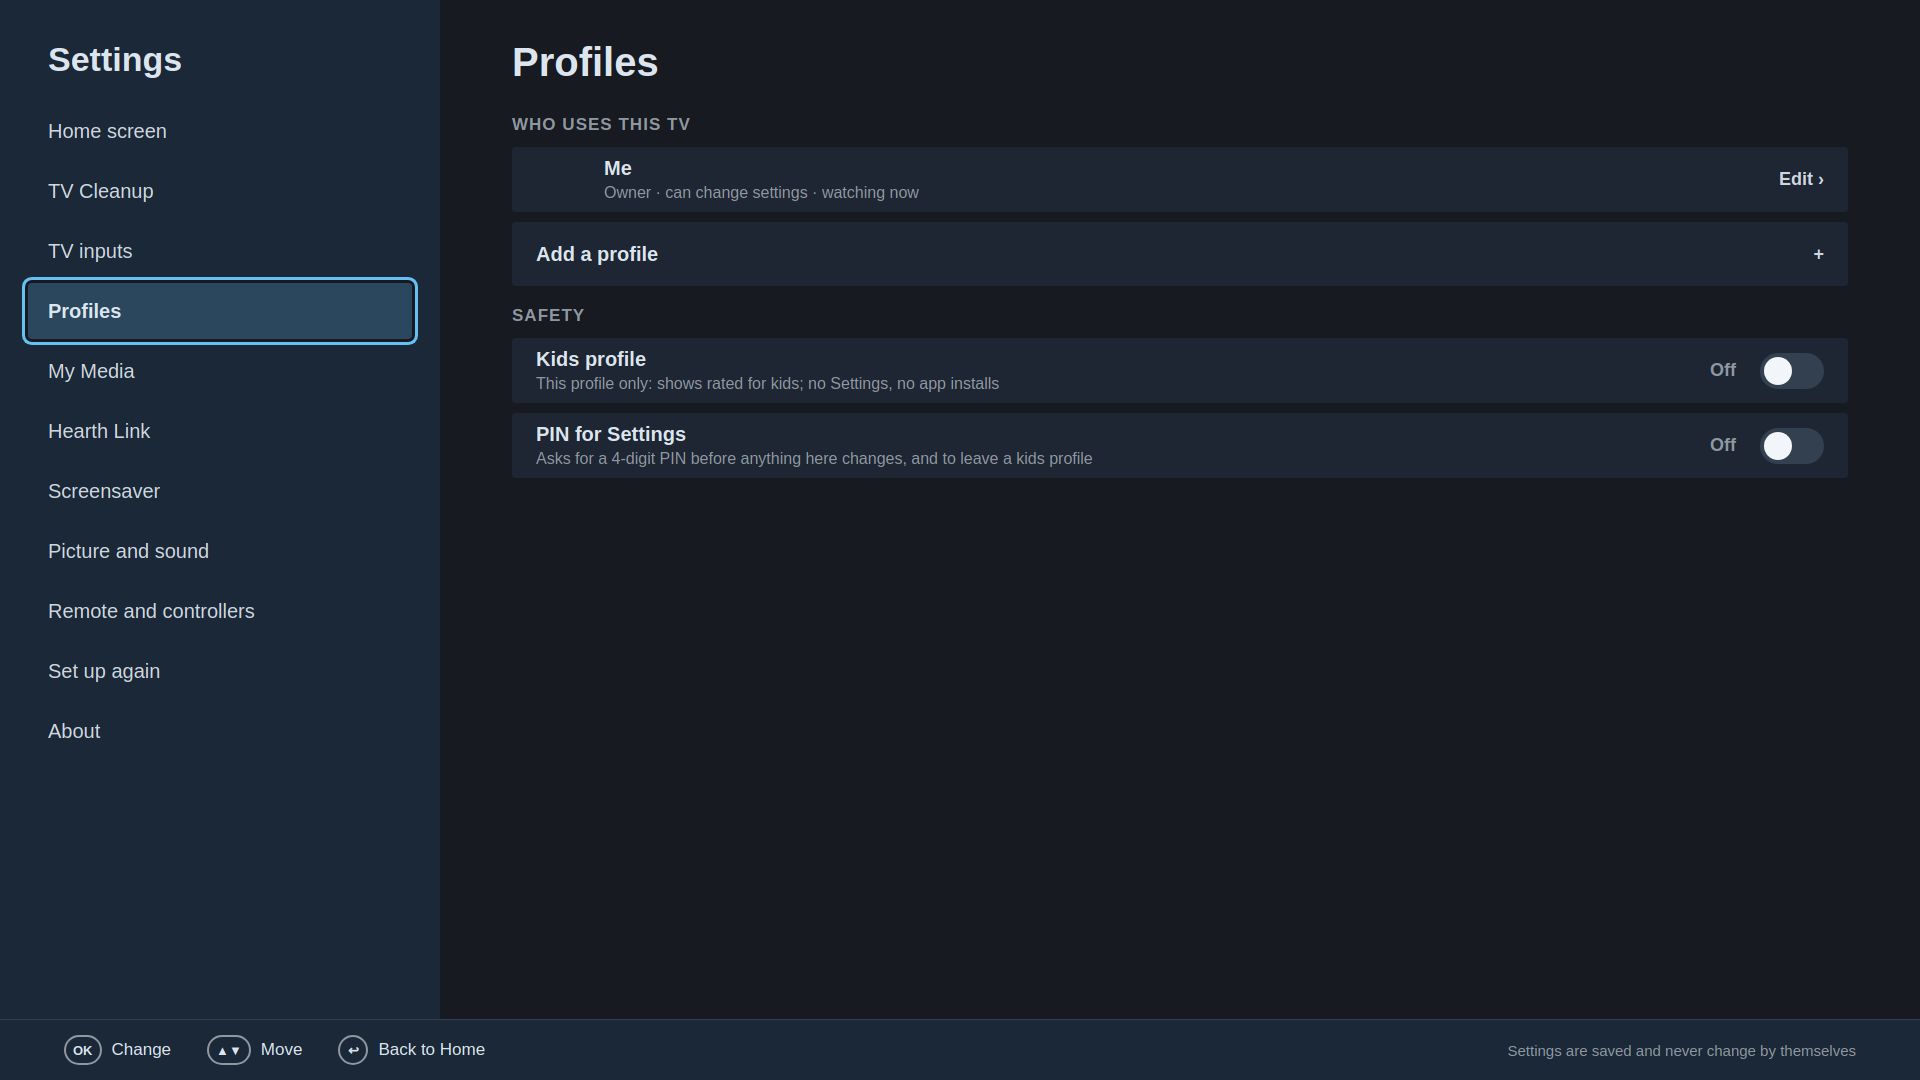 Settings
Home screen
TV Cleanup
TV inputs
Profiles
My Media
Hearth Link
Screensaver
Picture and sound
Remote and controllers
Set up again
About
Profiles
WHO USES THIS TV
Me
Owner · can change settings · watching now
Edit ›
Add a profile
+
SAFETY
Kids profile
This profile only: shows rated for kids; no Settings, no app installs
Off
PIN for Settings
Asks for a 4-digit PIN before anything here changes, and to leave a kids profile
Off
OK Change ▲▼ Move ↩ Back to Home
Settings are saved and never change by themselves